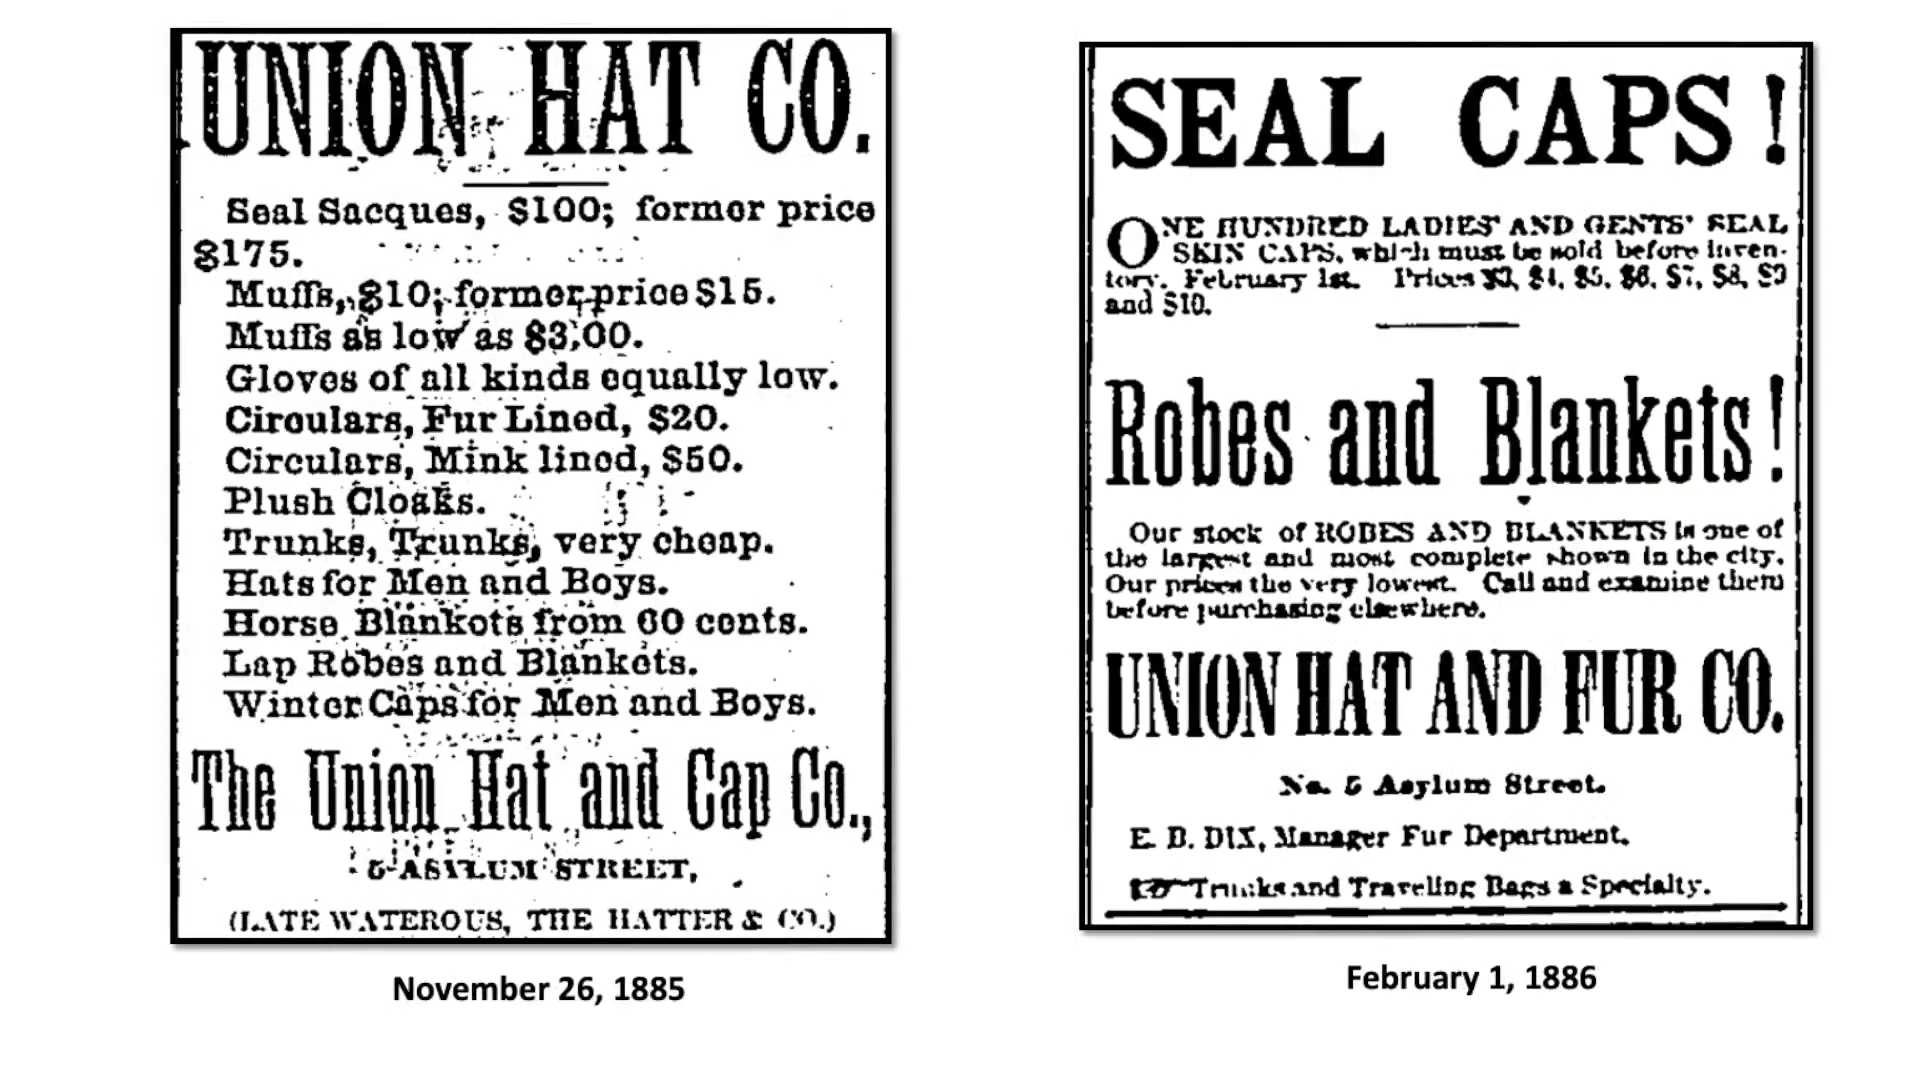 UNION HAT CO.
Seal Sacques, $100; former price
$175.
Muffs, $10; former price $15.
Muffs as low as $3.00.
Gloves of all kinds equally low.
Circulars, Fur Lined, $20.
Circulars, Mink lined, $50.
Plush Cloaks.
Trunks, Trunks, very cheap.
Hats for Men and Boys.
Horse Blankets from 60 cents.
Lap Robes and Blankets.
Winter Caps for Men and Boys.
The Union Hat and Cap Co.,
5 ASYLUM STREET,
(LATE WATEROUS, THE HATTER & CO.)
November 26, 1885
SEAL CAPS!
ONE HUNDRED LADIES' AND GENTS' SEAL
SKIN CAPS, which must be sold before inven-
tory, February 1st. Prices $3, $4, $5, $6, $7, $8, $9
and $10.
Robes and Blankets!
Our stock of ROBES AND BLANKETS is one of
the largest and most complete shown in the city.
Our prices the very lowest. Call and examine them
before purchasing elsewhere.
UNION HAT AND FUR CO.
No. 5 Asylum Street.
E. B. DIX, Manager Fur Department.
Trunks and Traveling Bags a Specialty.
February 1, 1886